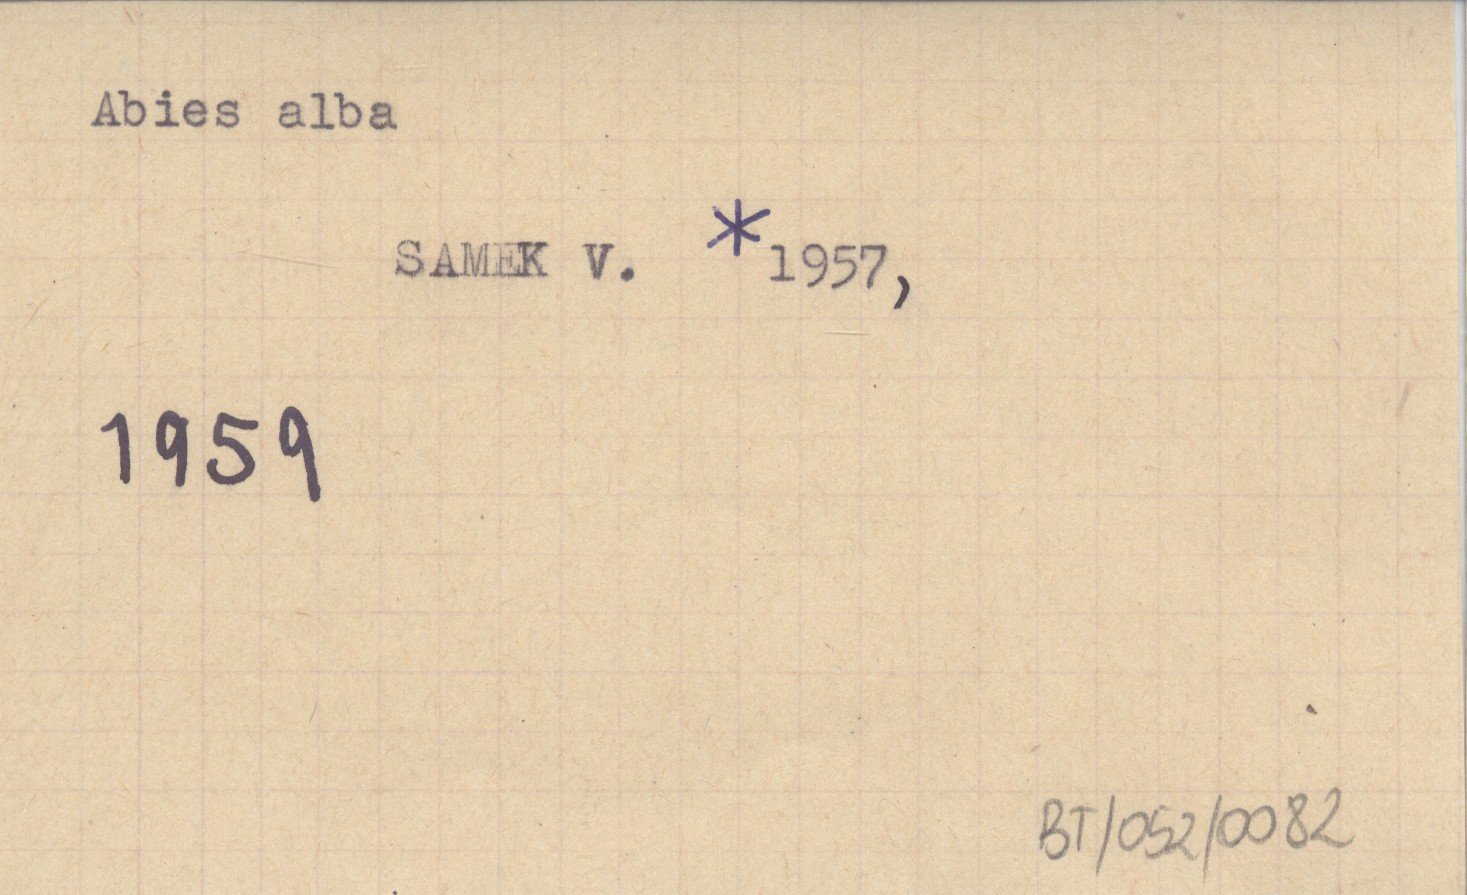 Abies alba
SAMEK V. *1957,
1959
BT/052/0082